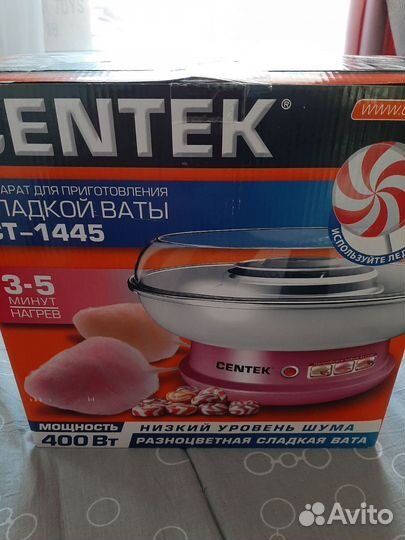 CENTEK®
WWW.
АРАТ ДЛЯ ПРИГОТОВЛЕНИЯ
ЛАДКОЙ ВАТЫ
СТ-1445
ИСПОЛЬЗУЙТЕ ЛЕД
3-5
МИНУТ
НАГРЕВ
CENTEK
МОЩНОСТЬ
400 Вт
НИЗКИЙ УРОВЕНЬ ШУМА
РАЗНОЦВЕТНАЯ СЛАДКАЯ ВАТА
Avito